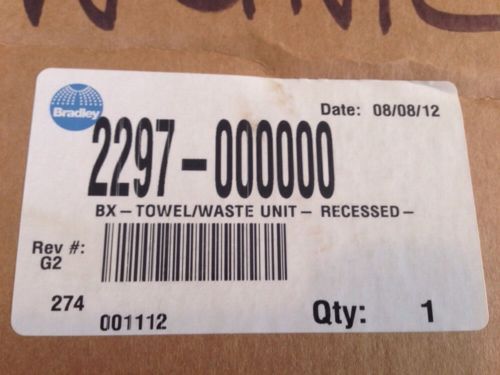 Bradley
Date: 08/08/12
2297-000000
BX - TOWEL/WASTE UNIT - RECESSED -
Rev #:
G2
274
001112
Qty: 1